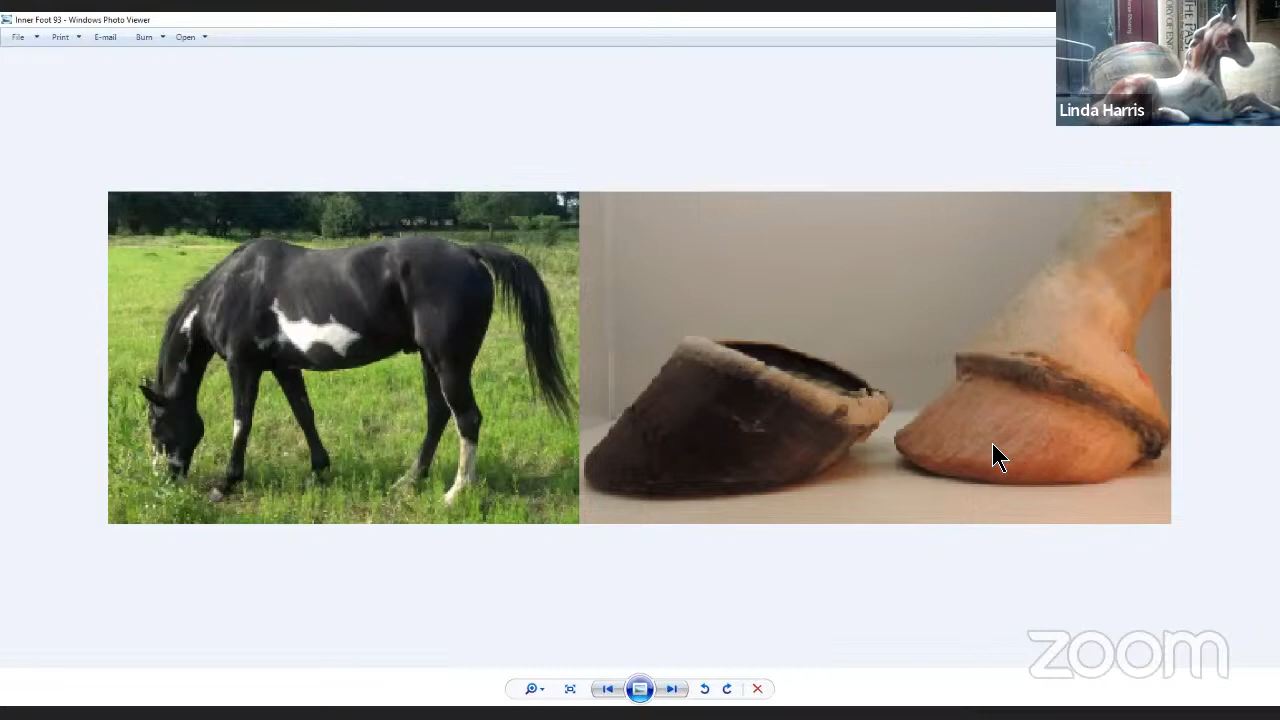 Inner Foot 93 - Windows Photo Viewer
File Print E-mail Burn Open
Linda Harris
zoom